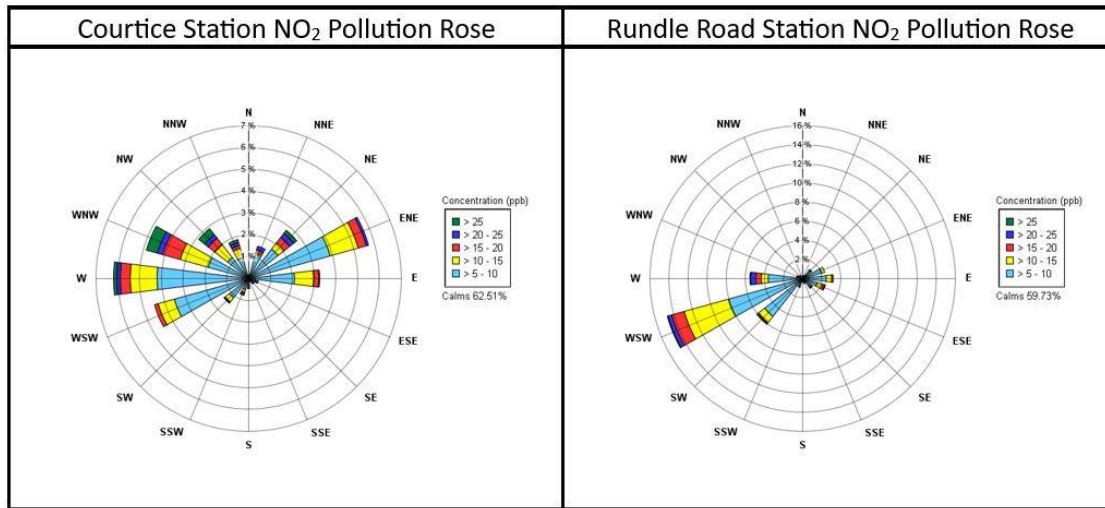 Courtice Station NO₂ Pollution Rose
N
NNE
NE
ENE
E
ESE
SE
SSE
S
SSW
SW
WSW
W
WNW
NW
NNW
7 %
6 %
5 %
4 %
3 %
2 %
1 %
Concentration (ppb)
> 25
> 20 - 25
> 15 - 20
> 10 - 15
> 5 - 10
Calms 62.51%
Rundle Road Station NO₂ Pollution Rose
N
NNE
NE
ENE
E
ESE
SE
SSE
S
SSW
SW
WSW
W
WNW
NW
NNW
16 %
14 %
12 %
10 %
8 %
6 %
4 %
2 %
Concentration (ppb)
> 25
> 20 - 25
> 15 - 20
> 10 - 15
> 5 - 10
Calms 59.73%